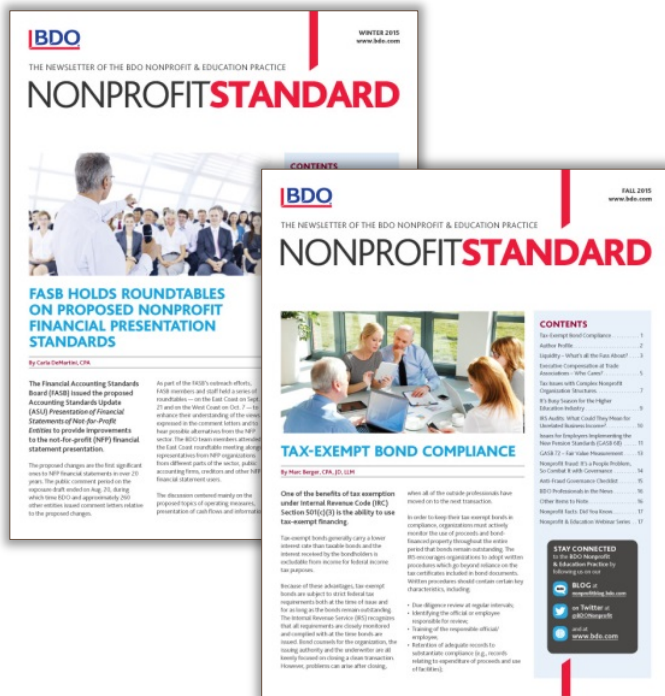 BDO
WINTER 2015
www.bdo.com
THE NEWSLETTER OF THE BDO NONPROFIT & EDUCATION PRACTICE
NONPROFITSTANDARD
CONTENTS
FASB HOLDS ROUNDTABLES
ON PROPOSED NONPROFIT
FINANCIAL PRESENTATION
STANDARDS
By Carla DeMartini, CPA
The Financial Accounting Standards
Board (FASB) issued the proposed
Accounting Standards Update
(ASU) Presentation of Financial
Statements of Not-for-Profit
Entities to provide improvements
to the not-for-profit (NFP) financial
statement presentation.
The proposed changes are the first significant
ones to NFP financial statements in over 20
years. The public comment period on the
exposure draft ended on Aug. 20, during
which time BDO and approximately 260
other entities issued comment letters relative
to the proposed changes.
As part of the FASB's outreach efforts,
FASB members and staff held a series of
roundtables — on the East Coast on Sept.
21 and on the West Coast on Oct. 7 — to
enhance their understanding of the views
expressed in the comment letters and to
hear possible alternatives from the NFP
sector. The BDO team members attended
the East Coast roundtable meeting along
representatives from NFP organizations
from different parts of the sector, public
accounting firms, creditors and other NFP
financial statement users.
The discussion centered mainly on the
proposed topics of operating measures,
presentation of cash flows and informatio
BDO
FALL 2015
www.bdo.com
THE NEWSLETTER OF THE BDO NONPROFIT & EDUCATION PRACTICE
NONPROFITSTANDARD
TAX-EXEMPT BOND COMPLIANCE
By Marc Berger, CPA, JD, LLM
One of the benefits of tax exemption
under Internal Revenue Code (IRC)
Section 501(c)(3) is the ability to use
tax-exempt financing.
Tax-exempt bonds generally carry a lower
interest rate than taxable bonds and the
interest received by the bondholders is
excludable from income for federal income
tax purposes.
Because of these advantages, tax-exempt
bonds are subject to strict federal tax
requirements both at the time of issue and
for as long as the bonds remain outstanding.
The Internal Revenue Service (IRS) recognizes
that all requirements are closely monitored
and complied with at the time bonds are
issued. Bond counsels for the organization, the
issuing authority and the underwriter are all
keenly focused on closing a clean transaction.
However, problems can arise after closing,
when all of the outside professionals have
moved on to the next transaction.
In order to keep their tax-exempt bonds in
compliance, organizations must actively
monitor the use of proceeds and bond-
financed property throughout the entire
period that bonds remain outstanding. The
IRS encourages organizations to adopt written
procedures which go beyond reliance on the
tax certificates included in bond documents.
Written procedures should contain certain key
characteristics, including:
• Due diligence review at regular intervals;
• Identifying the official or employee
responsible for review;
• Training of the responsible official/
employee;
• Retention of adequate records to
substantiate compliance (e.g., records
relating to expenditure of proceeds and use
of facilities);
CONTENTS
Tax-Exempt Bond Compliance . . . . . 1
Author Profile . . . . . 2
Liquidity – What's all the Fuss About? . . . 3
Executive Compensation at Trade
Associations – Who Cares? . . . . . 5
Tax Issues with Complex Nonprofit
Organization Structures . . . . . 7
It's Busy Season for the Higher
Education Industry . . . . . 9
IRS Audits: What Could They Mean for
Unrelated Business Income? . . . . . 10
Issues for Employers Implementing the
New Pension Standards (GASB 68) . . . 11
GASB 72 – Fair Value Measurement . . . 13
Nonprofit Fraud: It's a People Problem,
So Combat It with Governance . . . 14
Anti-Fraud Governance Checklist . . . 15
BDO Professionals in the News . . . 16
Other Items to Note . . . 16
Nonprofit Facts: Did You Know... . . . 17
Nonprofit & Education Webinar Series . . 17
STAY CONNECTED
to the BDO Nonprofit
& Education Practice by
following us on our
BLOG at
nonprofitblog.bdo.com
on Twitter at
@BDONonprofit
and at
www.bdo.com